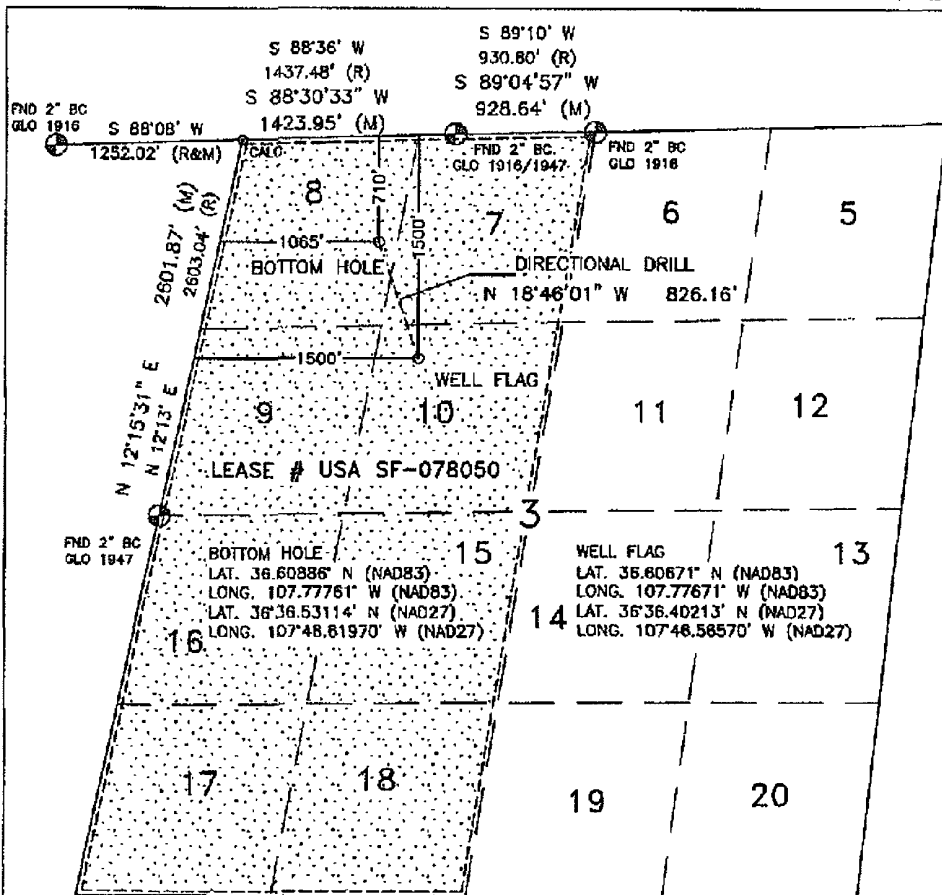 S 88°36' W
1437.48' (R)
S 88°30'33" W
1423.95' (M)
S 89°10' W
930.60' (R)
S 89°04'57" W
928.64' (M)
FND 2" BC
GLO 1916
S 88°08' W
1252.02' (R&M)
CALC
FND 2" BC.
GLO 1916/1947
FND 2" BC
GLO 1916
8
710'
7
6
5
1500'
2601.87' (M)
2603.04' (R)
1065'
BOTTOM HOLE
DIRECTIONAL DRILL
N 18°46'01" W 826.16'
1500'
WELL FLAG
N 12°15'31" E
N 12°13' E
9
10
11
12
LEASE # USA SF-078050
3
FND 2" BC
GLO 1947
15
13
BOTTOM HOLE
LAT. 36.60886° N (NAD83)
LONG. 107.77761° W (NAD83)
LAT. 36°36.53114' N (NAD27)
LONG. 107°46.61970' W (NAD27)
WELL FLAG
LAT. 36.60671° N (NAD83)
LONG. 107.77671° W (NAD83)
LAT. 36°36.40213' N (NAD27)
LONG. 107°46.56570' W (NAD27)
14
16
17
18
19
20